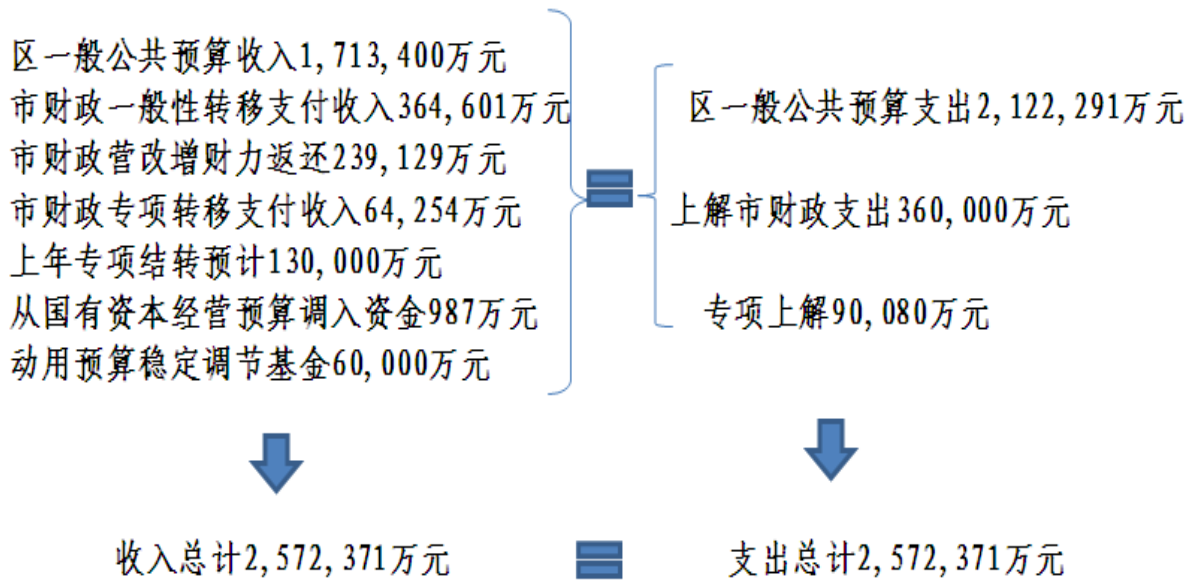 区一般公共预算收入1,713,400万元
市财政一般性转移支付收入364,601万元
市财政营改增财力返还239,129万元
市财政专项转移支付收入64,254万元
上年专项结转预计130,000万元
从国有资本经营预算调入资金987万元
动用预算稳定调节基金60,000万元
区一般公共预算支出2,122,291万元
上解市财政支出360,000万元
专项上解90,080万元
收入总计2,572,371万元
支出总计2,572,371万元